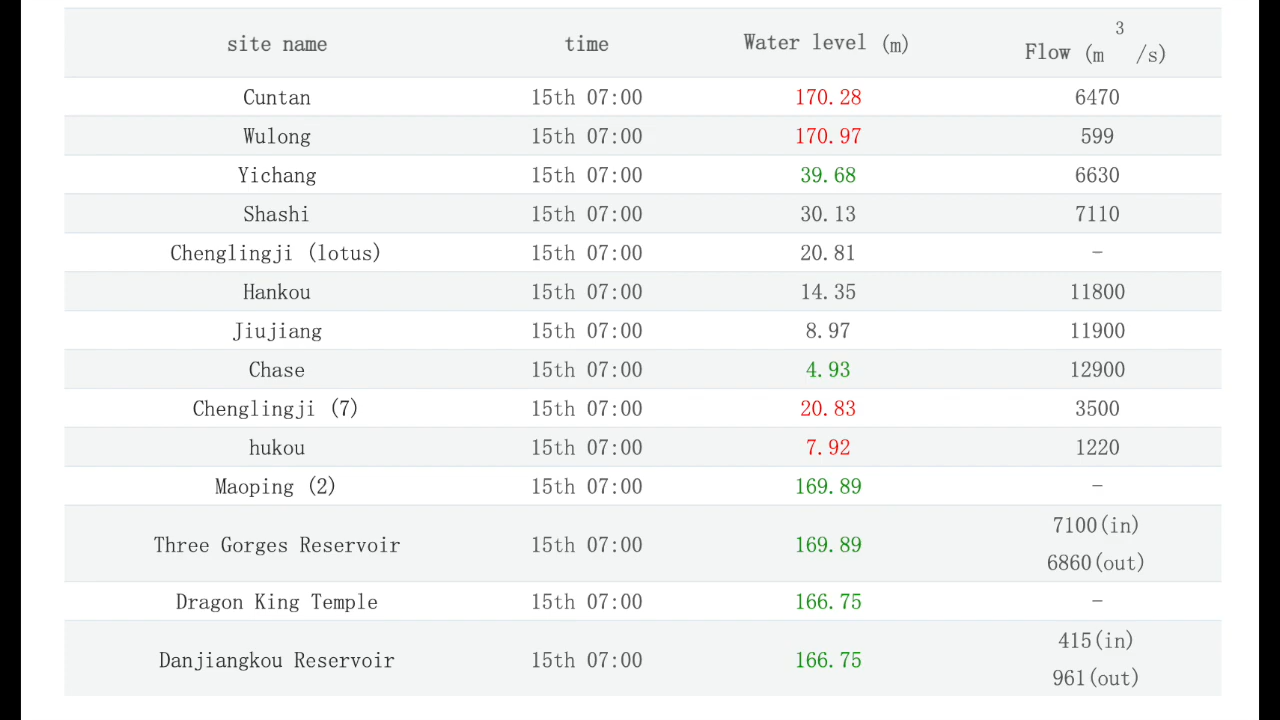 site name time Water level (m) Flow (m³/s)
Cuntan 15th 07:00 170.28 6470
Wulong 15th 07:00 170.97 599
Yichang 15th 07:00 39.68 6630
Shashi 15th 07:00 30.13 7110
Chenglingji (lotus) 15th 07:00 20.81 -
Hankou 15th 07:00 14.35 11800
Jiujiang 15th 07:00 8.97 11900
Chase 15th 07:00 4.93 12900
Chenglingji (7) 15th 07:00 20.83 3500
hukou 15th 07:00 7.92 1220
Maoping (2) 15th 07:00 169.89 -
Three Gorges Reservoir 15th 07:00 169.89 7100(in)
6860(out)
Dragon King Temple 15th 07:00 166.75 -
Danjiangkou Reservoir 15th 07:00 166.75 415(in)
961(out)